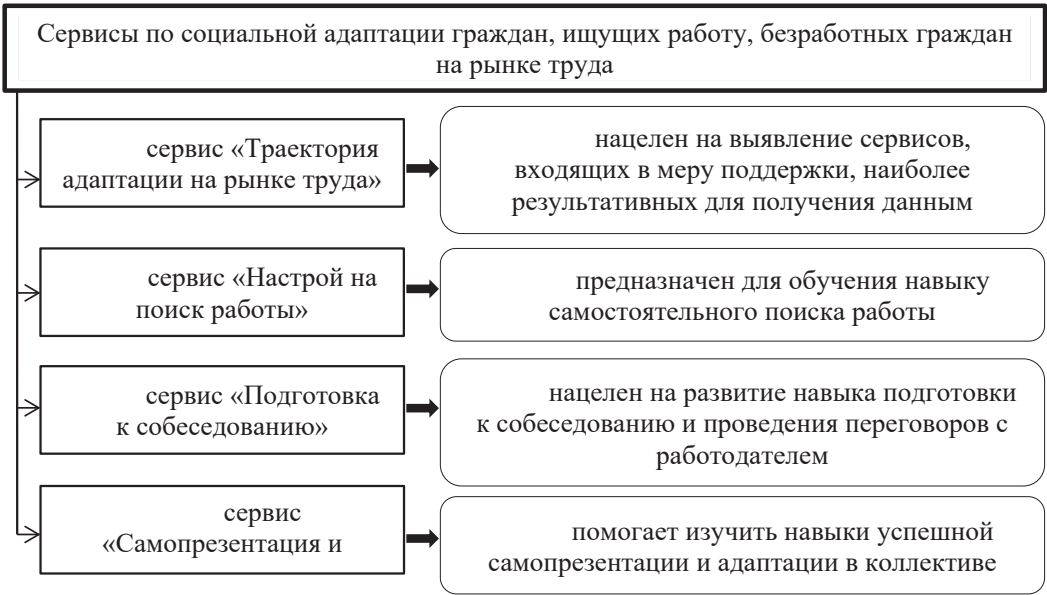 Сервисы по социальной адаптации граждан, ищущих работу, безработных граждан
на рынке труда
сервис «Траектория
адаптации на рынке труда»
нацелен на выявление сервисов,
входящих в меру поддержки, наиболее
результативных для получения данным
сервис «Настрой на
поиск работы»
предназначен для обучения навыку
самостоятельного поиска работы
сервис «Подготовка
к собеседованию»
нацелен на развитие навыка подготовки
к собеседованию и проведения переговоров с
работодателем
сервис
«Самопрезентация и
помогает изучить навыки успешной
самопрезентации и адаптации в коллективе